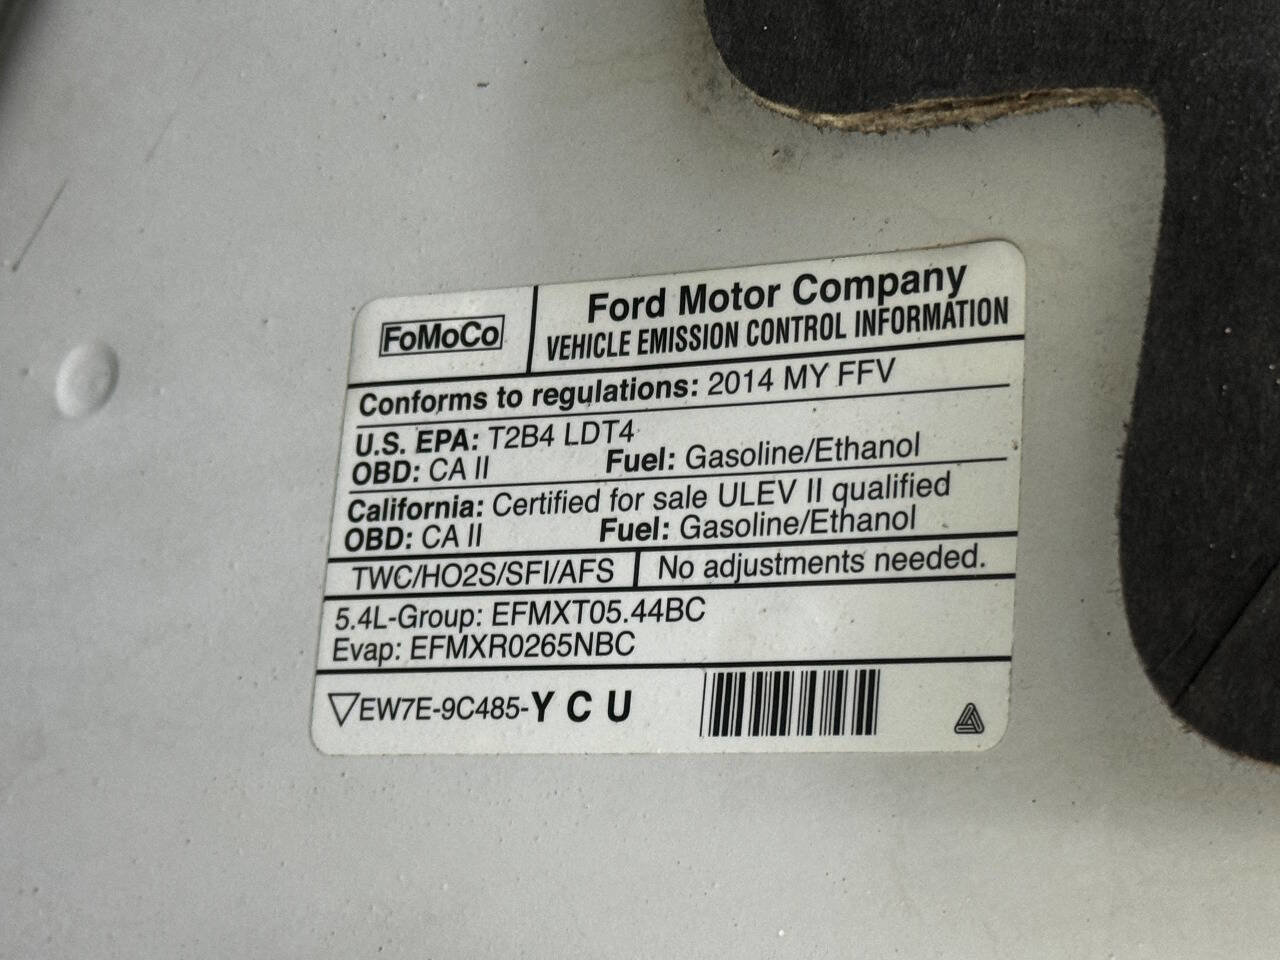 FoMoCo
Ford Motor Company
VEHICLE EMISSION CONTROL INFORMATION
Conforms to regulations: 2014 MY FFV
U.S. EPA: T2B4 LDT4
OBD: CA II Fuel: Gasoline/Ethanol
California: Certified for sale ULEV II qualified
OBD: CA II Fuel: Gasoline/Ethanol
TWC/HO2S/SFI/AFS No adjustments needed.
5.4L-Group: EFMXT05.44BC
Evap: EFMXR0265NBC
EW7E-9C485-Y C U